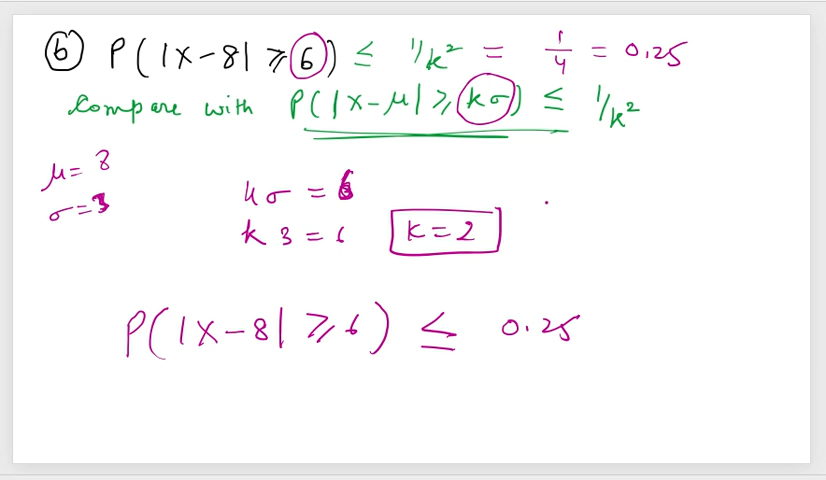 (b) P(|X-8| ≥ 6) ≤ 1/k² = 1/4 = 0.25
Compare with P(|X-μ| ≥ kσ) ≤ 1/k²
μ = 8
σ = 3
kσ = 6
k 3 = 6 k = 2
P(|X-8| ≥ 6) ≤ 0.25